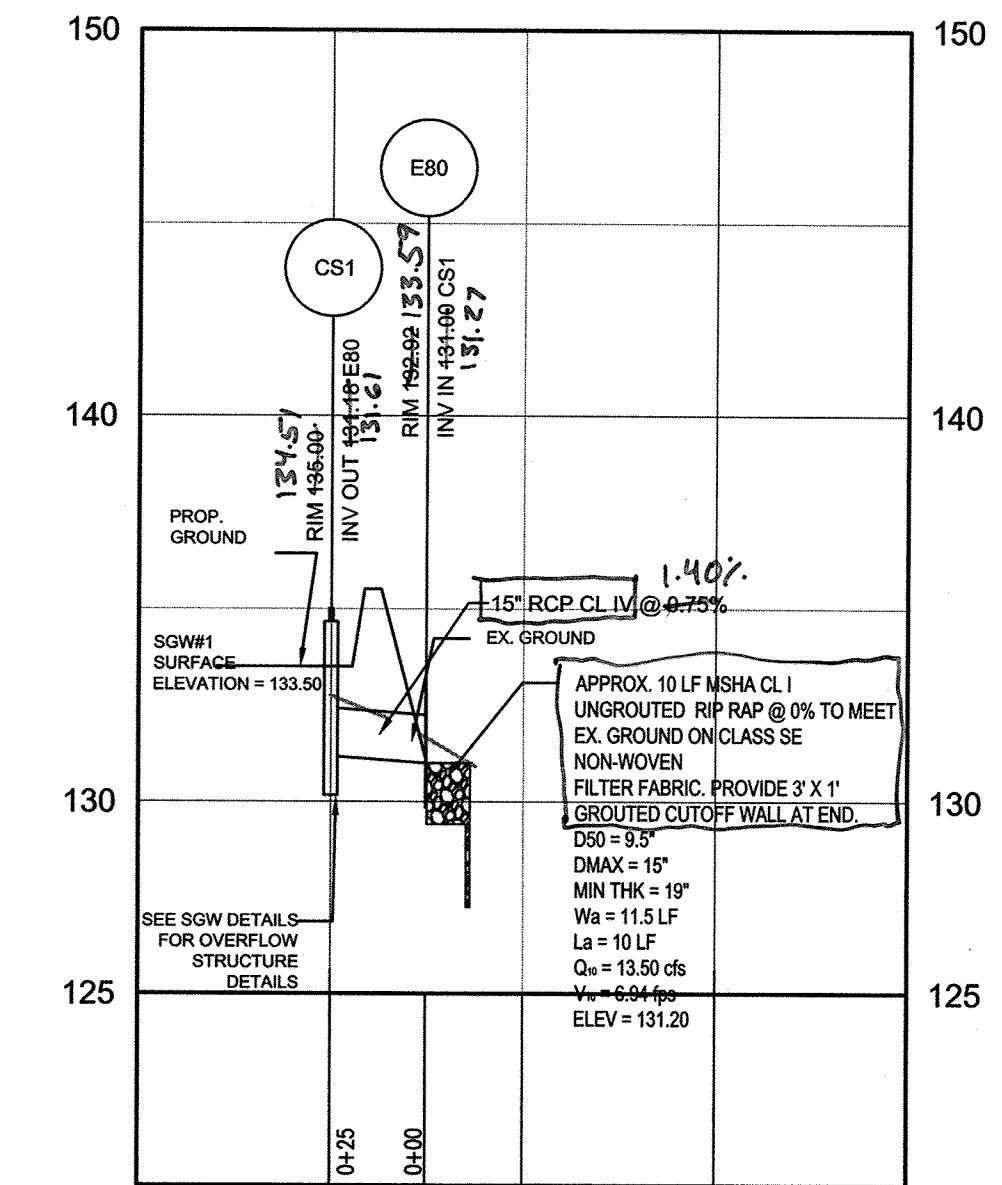 150
150
E80
CS1
RIM 132.92 133.59
INV IN 131.00 CS1
131.27
134.51
RIM 135.00
INV OUT 131.18 E80
131.61
140
140
PROP.
GROUND
1.40%
15" RCP CL IV @ 0.75%
EX. GROUND
SGW#1
SURFACE
ELEVATION = 133.50
APPROX. 10 LF MSHA CL I
UNGROUTED RIP RAP @ 0% TO MEET
EX. GROUND ON CLASS SE
NON-WOVEN
FILTER FABRIC. PROVIDE 3' X 1'
GROUTED CUTOFF WALL AT END.
D50 = 9.5"
DMAX = 15"
MIN THK = 19"
Wa = 11.5 LF
La = 10 LF
Q₁₀ = 13.50 cfs
V₁₀ = 6.94 fps
ELEV = 131.20
130
130
SEE SGW DETAILS
FOR OVERFLOW
STRUCTURE
DETAILS
125
125
0+25
0+00